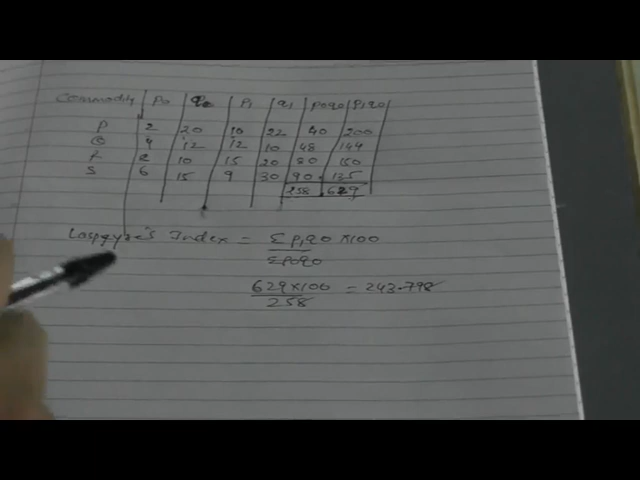 Commodity p0 q0 p1 q1 p0q0 p1q0
P 2 20 10 22 40 200
Q 4 12 12 10 48 144
R 8 10 15 20 80 150
S 6 15 9 30 90 135
258 629
Laspeyre's Index = Σp1q0 ×100
Σp0q0
629×100 = 243.798
258